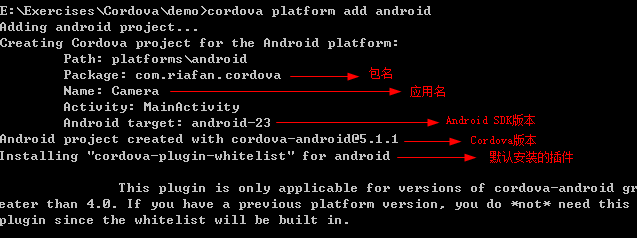 E:\Exercises\Cordova\demo>cordova platform add android
Adding android project...
Creating Cordova project for the Android platform:
Path: platforms\android
Package: com.riafan.cordova 包名
Name: Camera 应用名
Activity: MainActivity
Android target: android-23 Android SDK版本
Android project created with cordova-android@5.1.1 Cordova版本
Installing "cordova-plugin-whitelist" for android 默认安装的插件
This plugin is only applicable for versions of cordova-android gr
eater than 4.0. If you have a previous platform version, you do *not* need this
plugin since the whitelist will be built in.